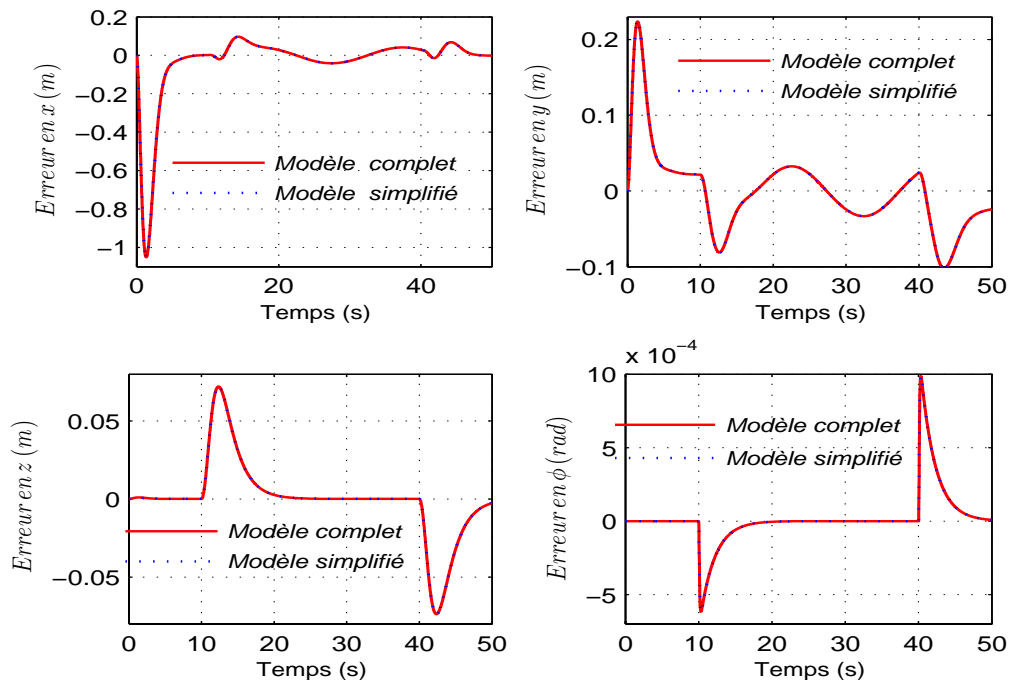 0.2
0
−0.2
−0.4
−0.6
−0.8
−1
Erreur en x (m)
Modèle complet
Modèle simplifié
0 20 40
Temps (s)
0.2
0.1
0
−0.1
Erreur en y (m)
Modèle complet
Modèle simplifié
0 10 20 30 40 50
Temps (s)
0.05
0
−0.05
Erreur en z (m)
Modèle complet
Modèle simplifié
0 10 20 30 40 50
Temps (s)
x 10⁻⁴
10
5
0
−5
Erreur en ϕ (rad)
Modèle complet
Modèle simplifié
0 10 20 30 40 50
Temps (s)